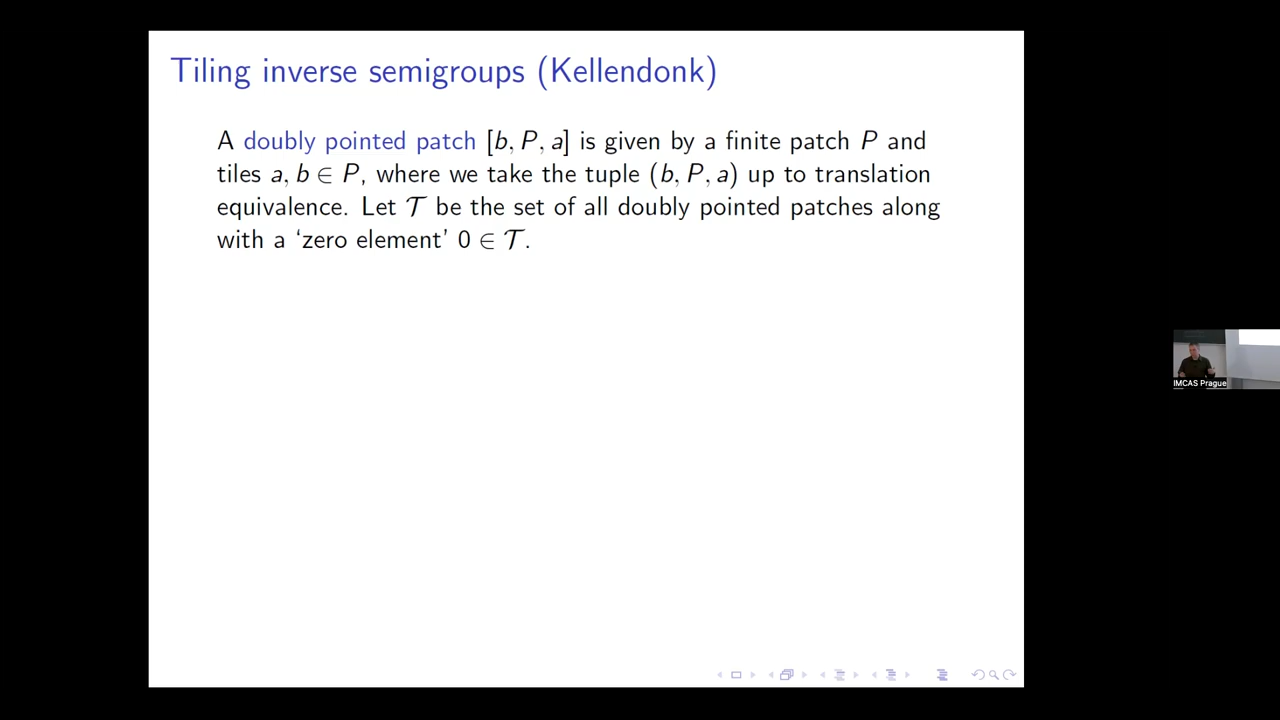 Tiling inverse semigroups (Kellendonk)
A doubly pointed patch [b, P, a] is given by a finite patch P and
tiles a, b ∈ P, where we take the tuple (b, P, a) up to translation
equivalence. Let 𝒯 be the set of all doubly pointed patches along
with a ‘zero element’ 0 ∈ 𝒯.
IMCAS Prague